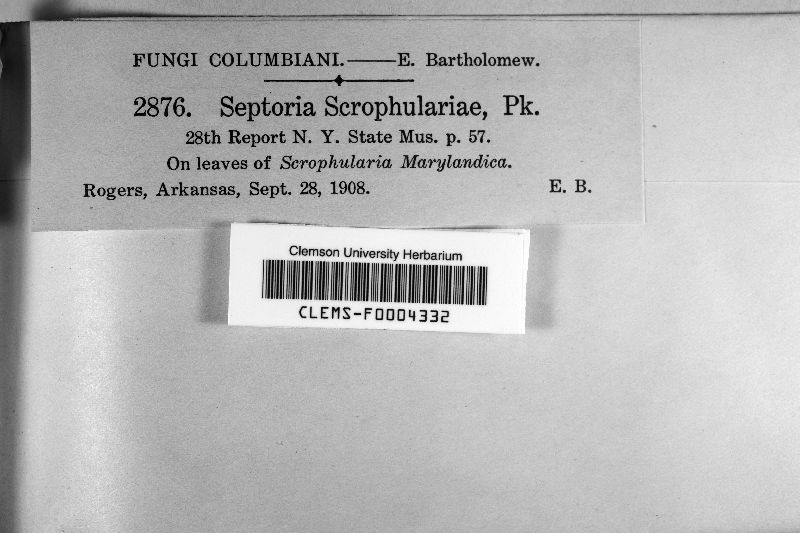 FUNGI COLUMBIANI.——E. Bartholomew.
2876. Septoria Scrophulariae, Pk.
28th Report N. Y. State Mus. p. 57.
On leaves of Scrophularia Marylandica.
Rogers, Arkansas, Sept. 28, 1908. E. B.
Clemson University Herbarium
CLEMS-F0004332